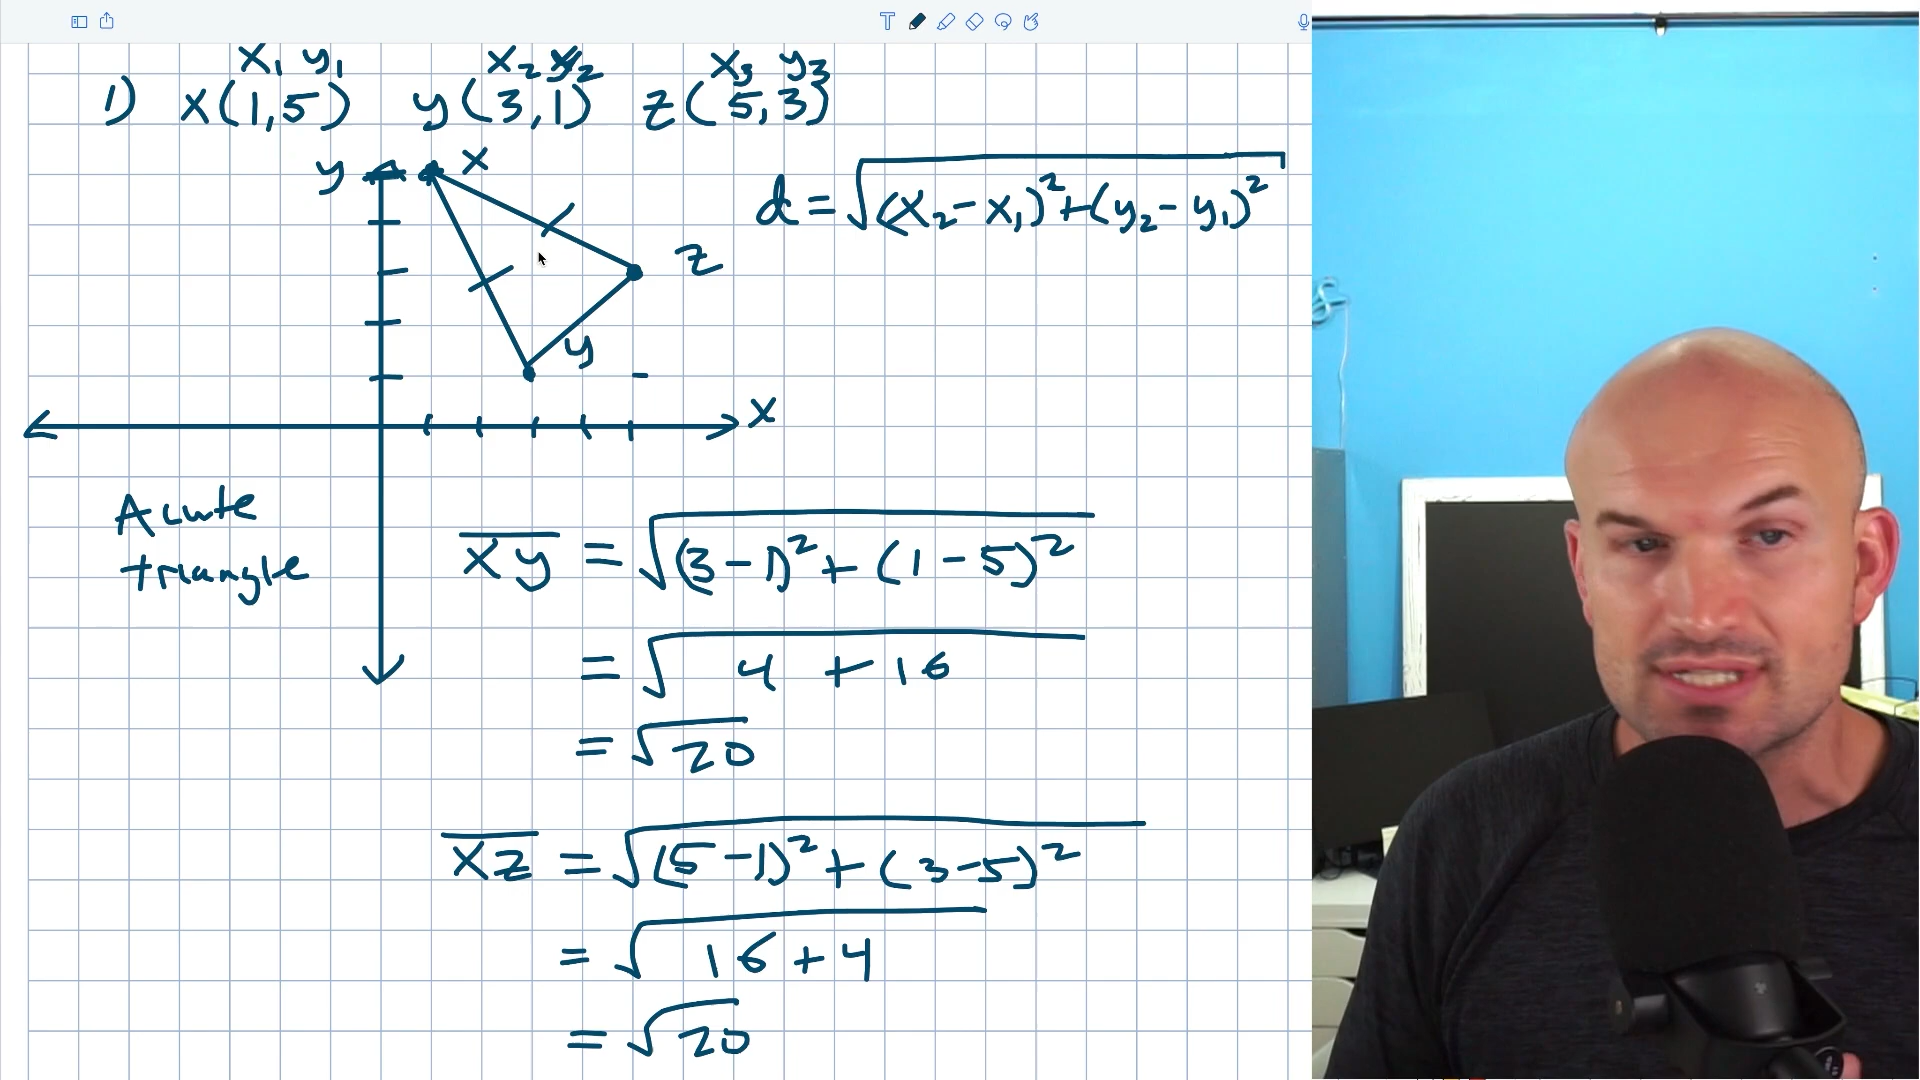 x₁ y₁ x₂ y₂ x₃ y₃
1) x(1,5) y(3,1) z(5,3)
y x
d = √(x₂-x₁)²+(y₂-y₁)²
z
y
x
Acute
triangle
xy = √(3-1)²+(1-5)²
= √4 + 16
= √20
xz = √(5-1)²+(3-5)²
= √16+4
= √20